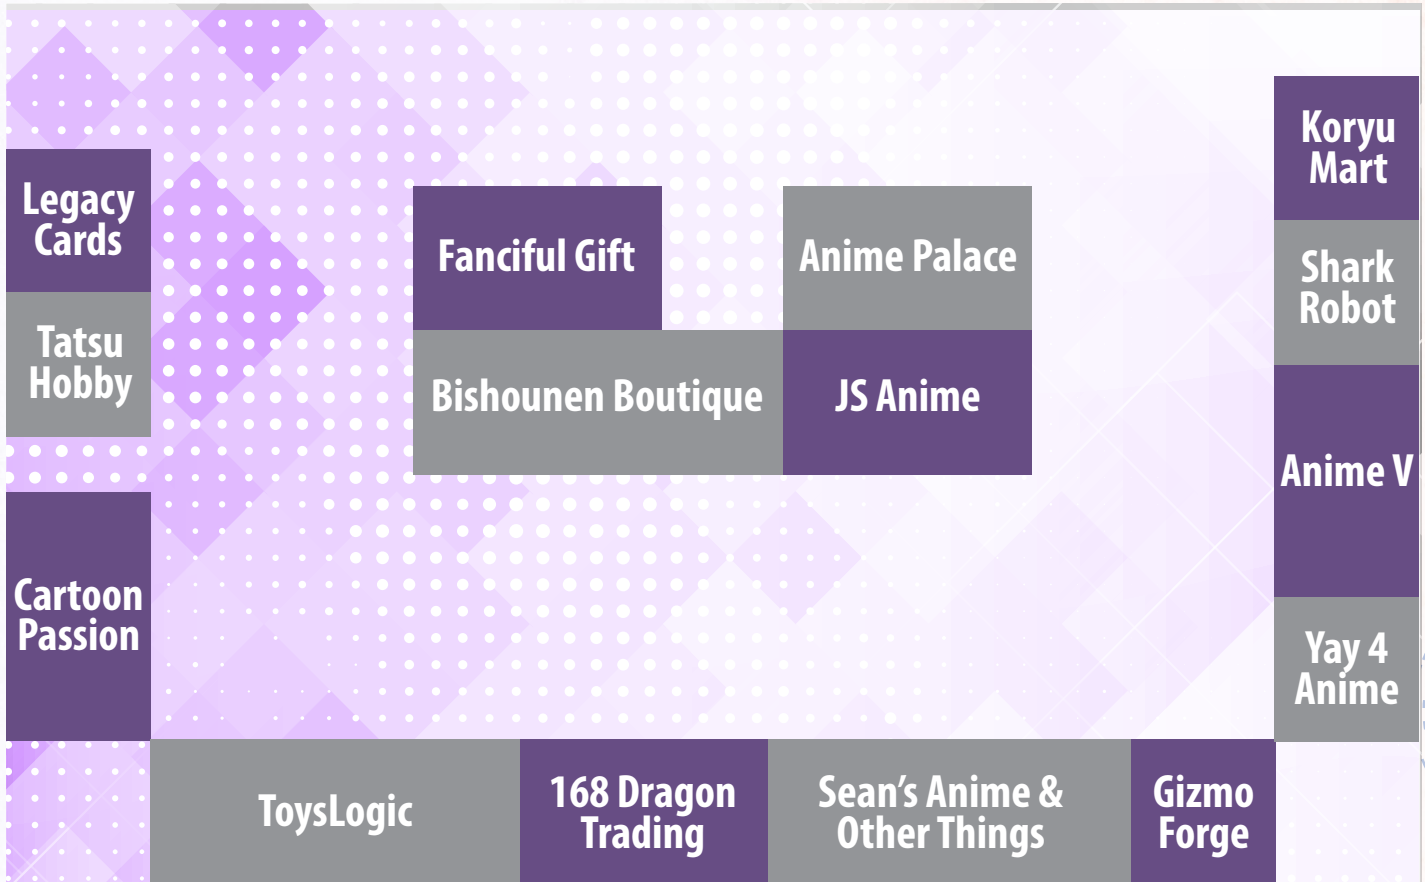 Koryu
Mart
Legacy
Cards
Fanciful Gift
Anime Palace
Shark
Robot
Tatsu
Hobby
Bishounen Boutique
JS Anime
Anime V
Cartoon
Passion
Yay 4
Anime
ToysLogic
168 Dragon
Trading
Sean’s Anime &
Other Things
Gizmo
Forge